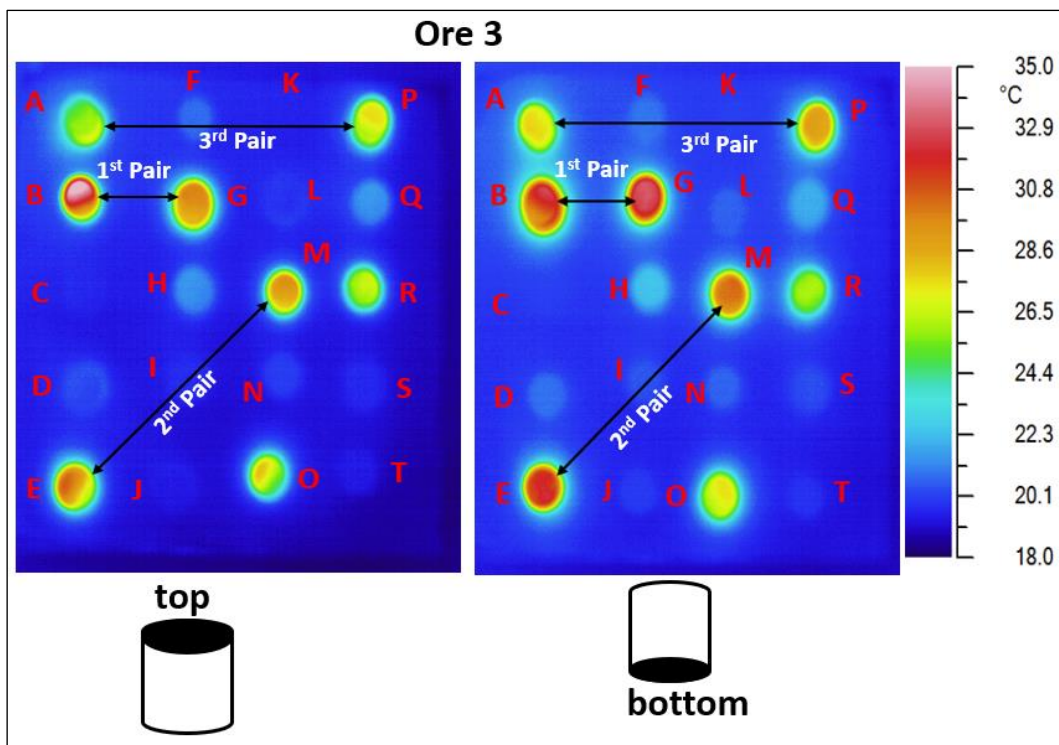 Ore 3
A F K P
3rd Pair
1st Pair
B G L Q
C H M R
D I N S
2nd Pair
E J O T
A F K P
3rd Pair
1st Pair
B G L Q
C H M R
D I N S
2nd Pair
E J O T
35.0
°C
32.9
30.8
28.6
26.5
24.4
22.3
20.1
18.0
top
bottom